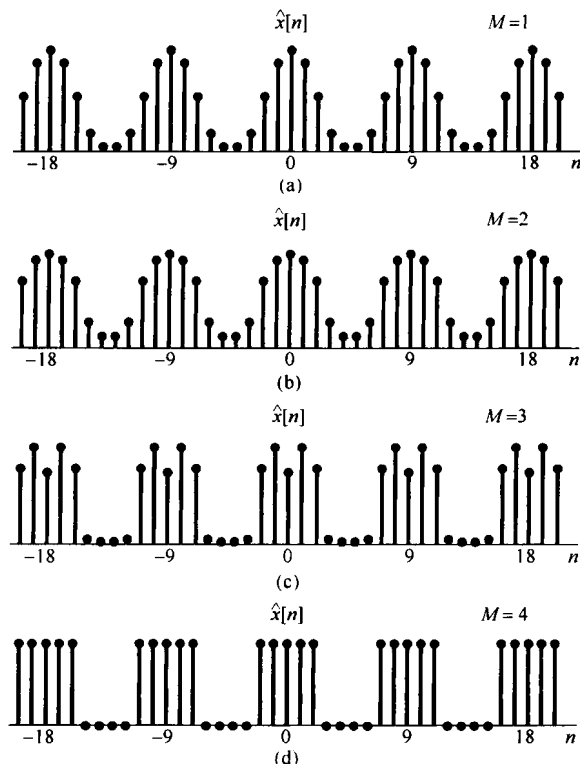 x̂[n] M=1
−18 −9 0 9 18 n
(a)
x̂[n] M=2
−18 −9 0 9 18 n
(b)
x̂[n] M=3
−18 −9 0 9 18 n
(c)
x̂[n] M=4
−18 −9 0 9 18 n
(d)